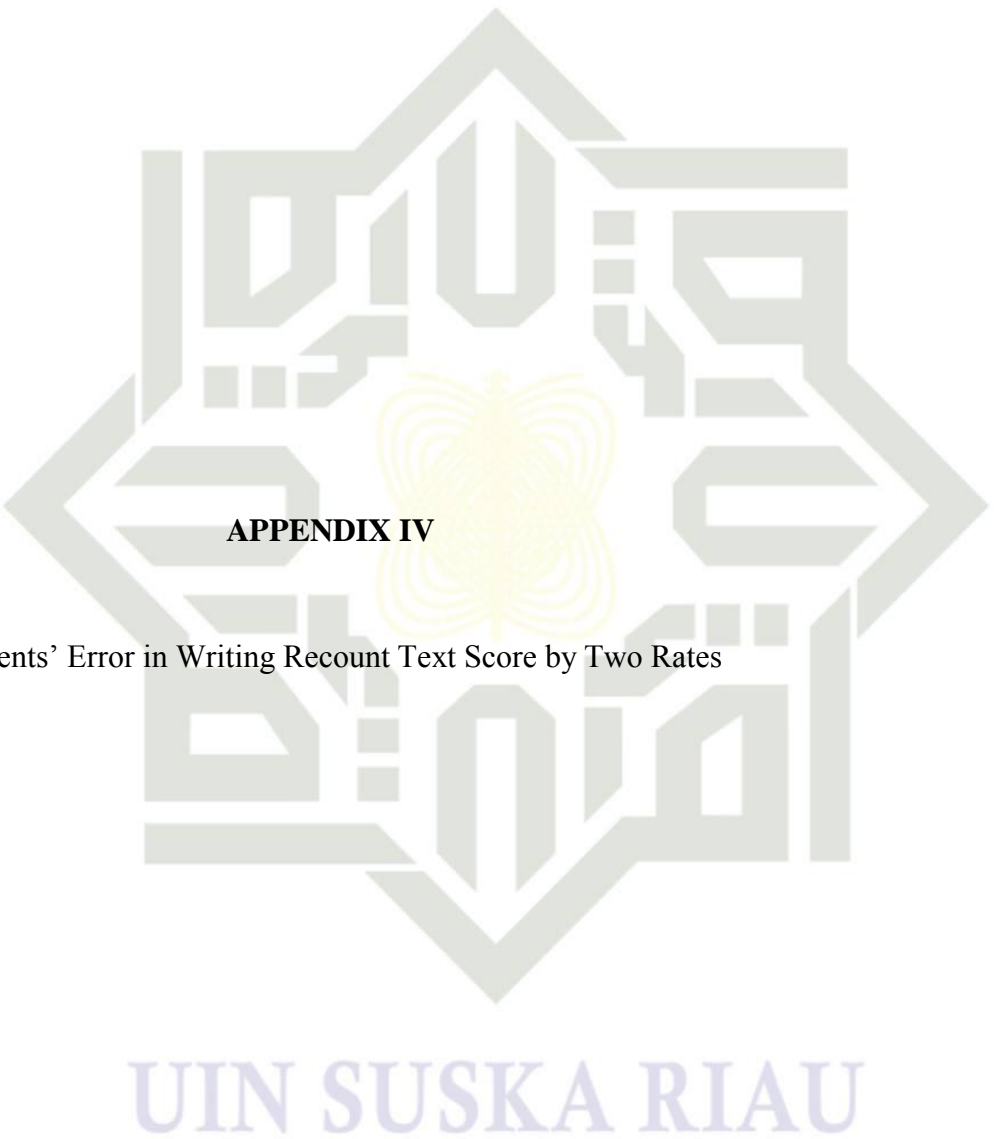 APPENDIX IV
ents’ Error in Writing Recount Text Score by Two Rates
UIN SUSKA RIAU